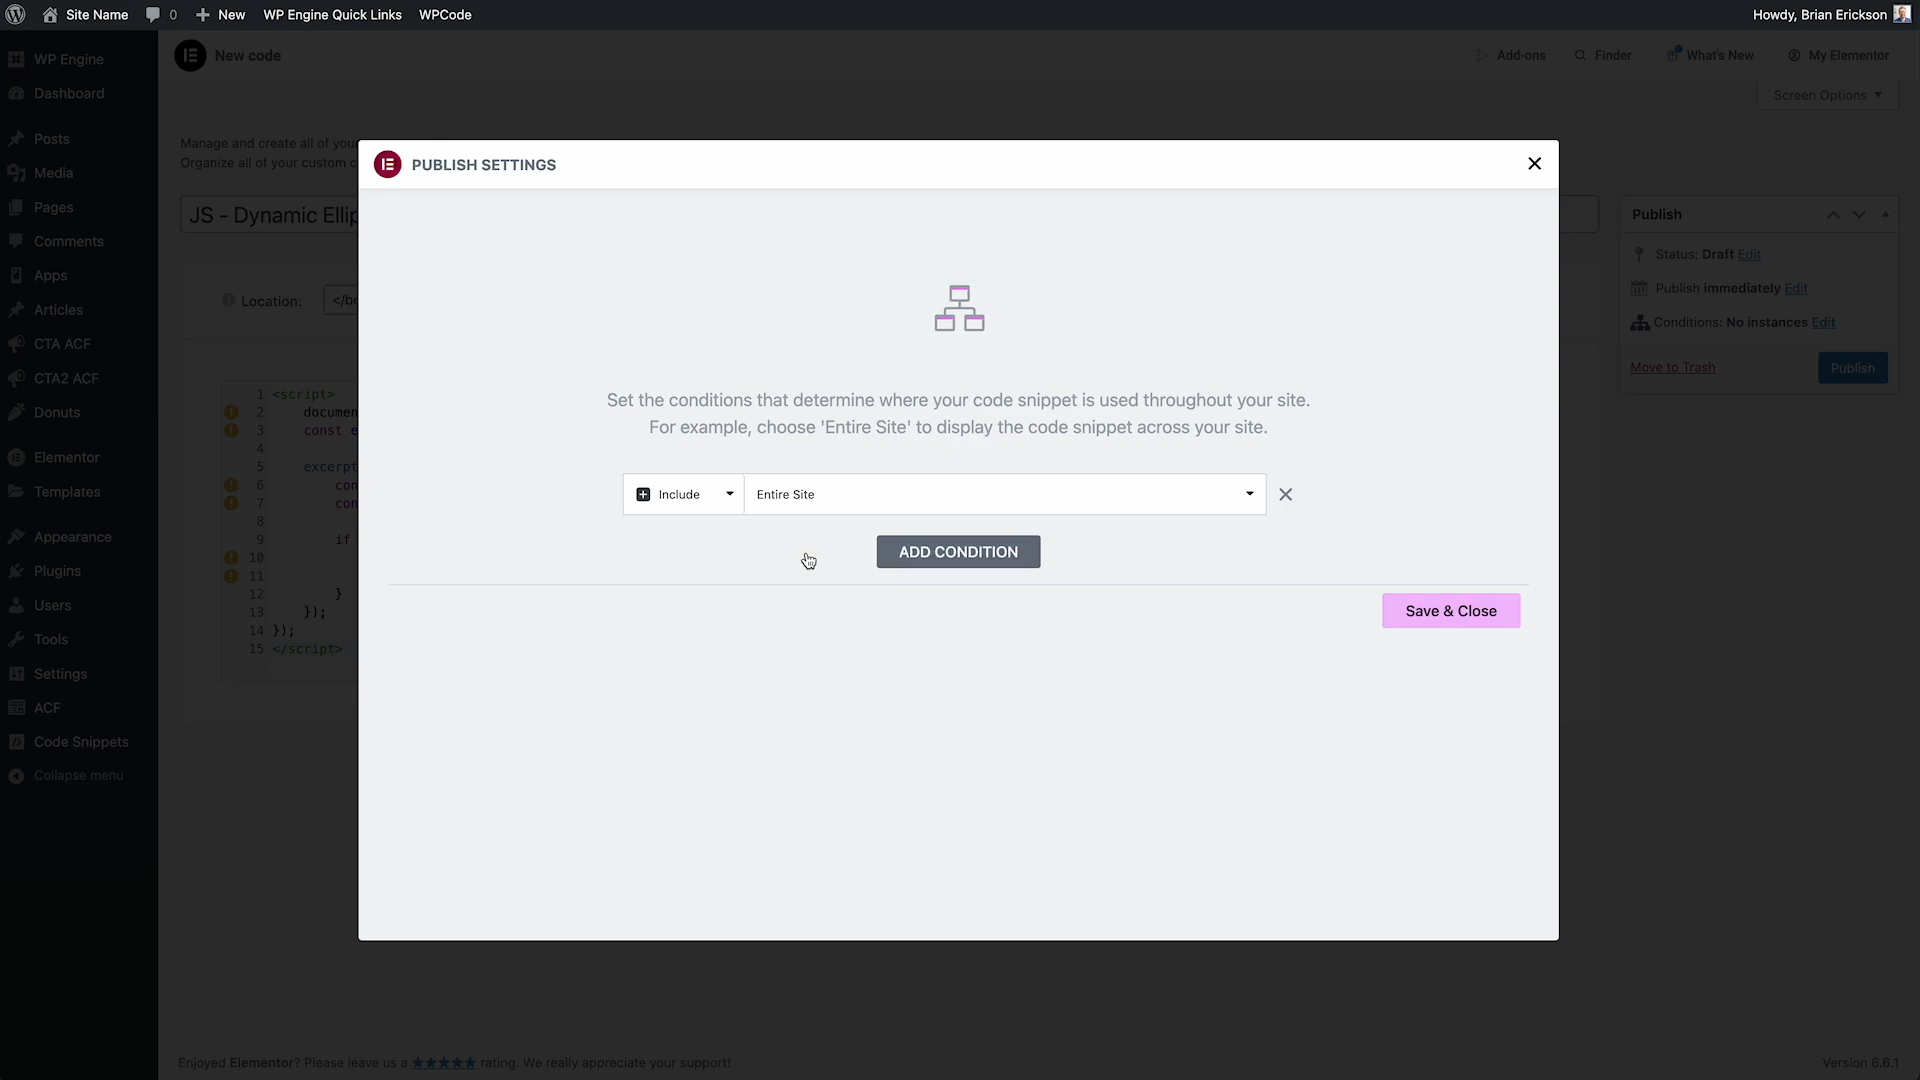 Site Name
0
New
WP Engine Quick Links
WPCode
Howdy, Brian Erickson
WP Engine
Dashboard
Posts
Media
Pages
Comments
Apps
Articles
CTA ACF
CTA2 ACF
Donuts
Elementor
Templates
Appearance
Plugins
Users
Tools
Settings
ACF
Code Snippets
Collapse menu
New code
Add-ons
Finder
What's New
My Elementor
Screen Options
Manage and create all of you
Organize all of your custom c
JS - Dynamic Ellip
Location:
</bo
1 <script>
2 documen
3 const e
4
5 excerpt
6 con
7 con
8
9 if
10
11
12 }
13 });
14 });
15 </script>
PUBLISH SETTINGS
Set the conditions that determine where your code snippet is used throughout your site.
For example, choose 'Entire Site' to display the code snippet across your site.
Include
Entire Site
ADD CONDITION
Save & Close
Publish
Status: Draft Edit
Publish immediately Edit
Conditions: No instances Edit
Move to Trash
Publish
Enjoyed Elementor? Please leave us a ★★★★★ rating. We really appreciate your support!
Version 6.6.1